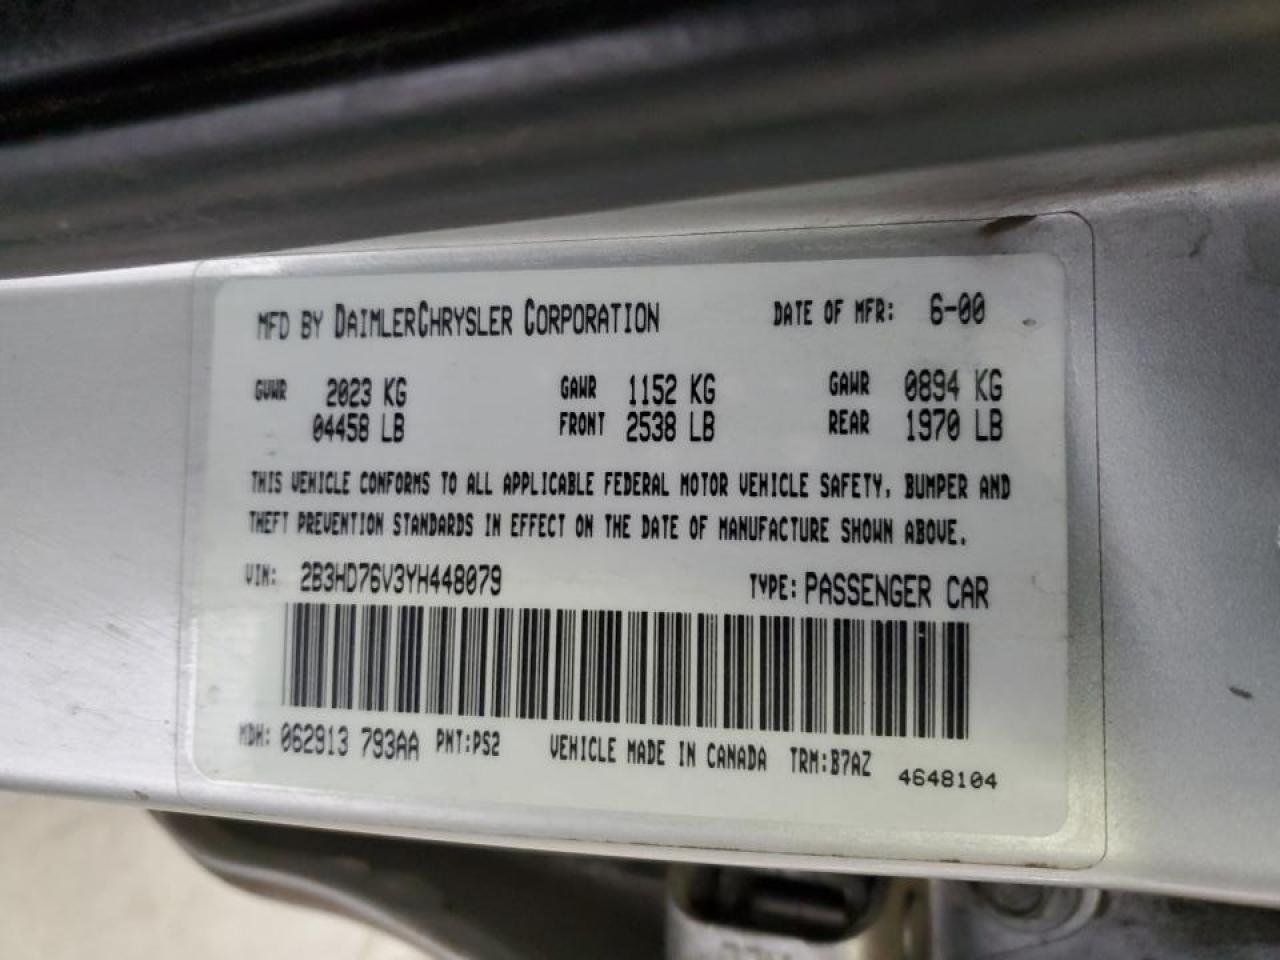 MFD BY DAIMLERCHRYSLER CORPORATION DATE OF MFR: 6-00
GVWR 2023 KG GAWR 1152 KG GAWR 0894 KG
04458 LB FRONT 2538 LB REAR 1970 LB
THIS VEHICLE CONFORMS TO ALL APPLICABLE FEDERAL MOTOR VEHICLE SAFETY, BUMPER AND
THEFT PREVENTION STANDARDS IN EFFECT ON THE DATE OF MANUFACTURE SHOWN ABOVE.
VIN: 2B3HD76V3YH448079 TYPE: PASSENGER CAR
MDH: 062913 793AA PNT:PS2 VEHICLE MADE IN CANADA TRM:B7AZ 4648104